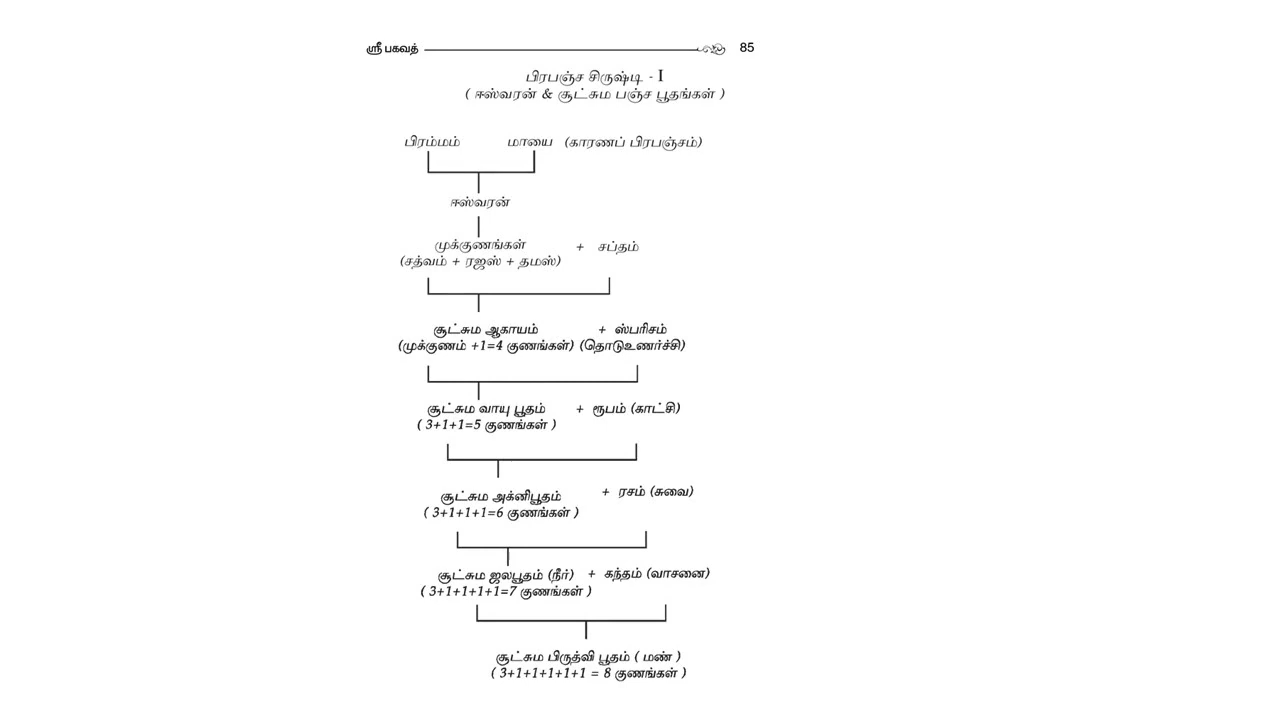 ஸ்ரீ பகவத் 85
பிரபஞ்ச சிருஷ்டி - I
( ஈஸ்வரன் & சூட்சும பஞ்ச பூதங்கள் )
பிரம்மம் மாயை (காரணப் பிரபஞ்சம்)
ஈஸ்வரன்
முக்குணங்கள் + சப்தம்
(சத்வம் + ரஜஸ் + தமஸ்)
சூட்சும ஆகாயம் + ஸ்பரிசம்
(முக்குணம் +1=4 குணங்கள்) (தொடுஉணர்ச்சி)
சூட்சும வாயு பூதம் + ரூபம் (காட்சி)
( 3+1+1=5 குணங்கள் )
சூட்சும அக்னிபூதம் + ரசம் (சுவை)
( 3+1+1+1=6 குணங்கள் )
சூட்சும ஜலபூதம் (நீர்) + கந்தம் (வாசனை)
( 3+1+1+1+1=7 குணங்கள் )
சூட்சும பிருத்வி பூதம் ( மண் )
( 3+1+1+1+1+1 = 8 குணங்கள் )